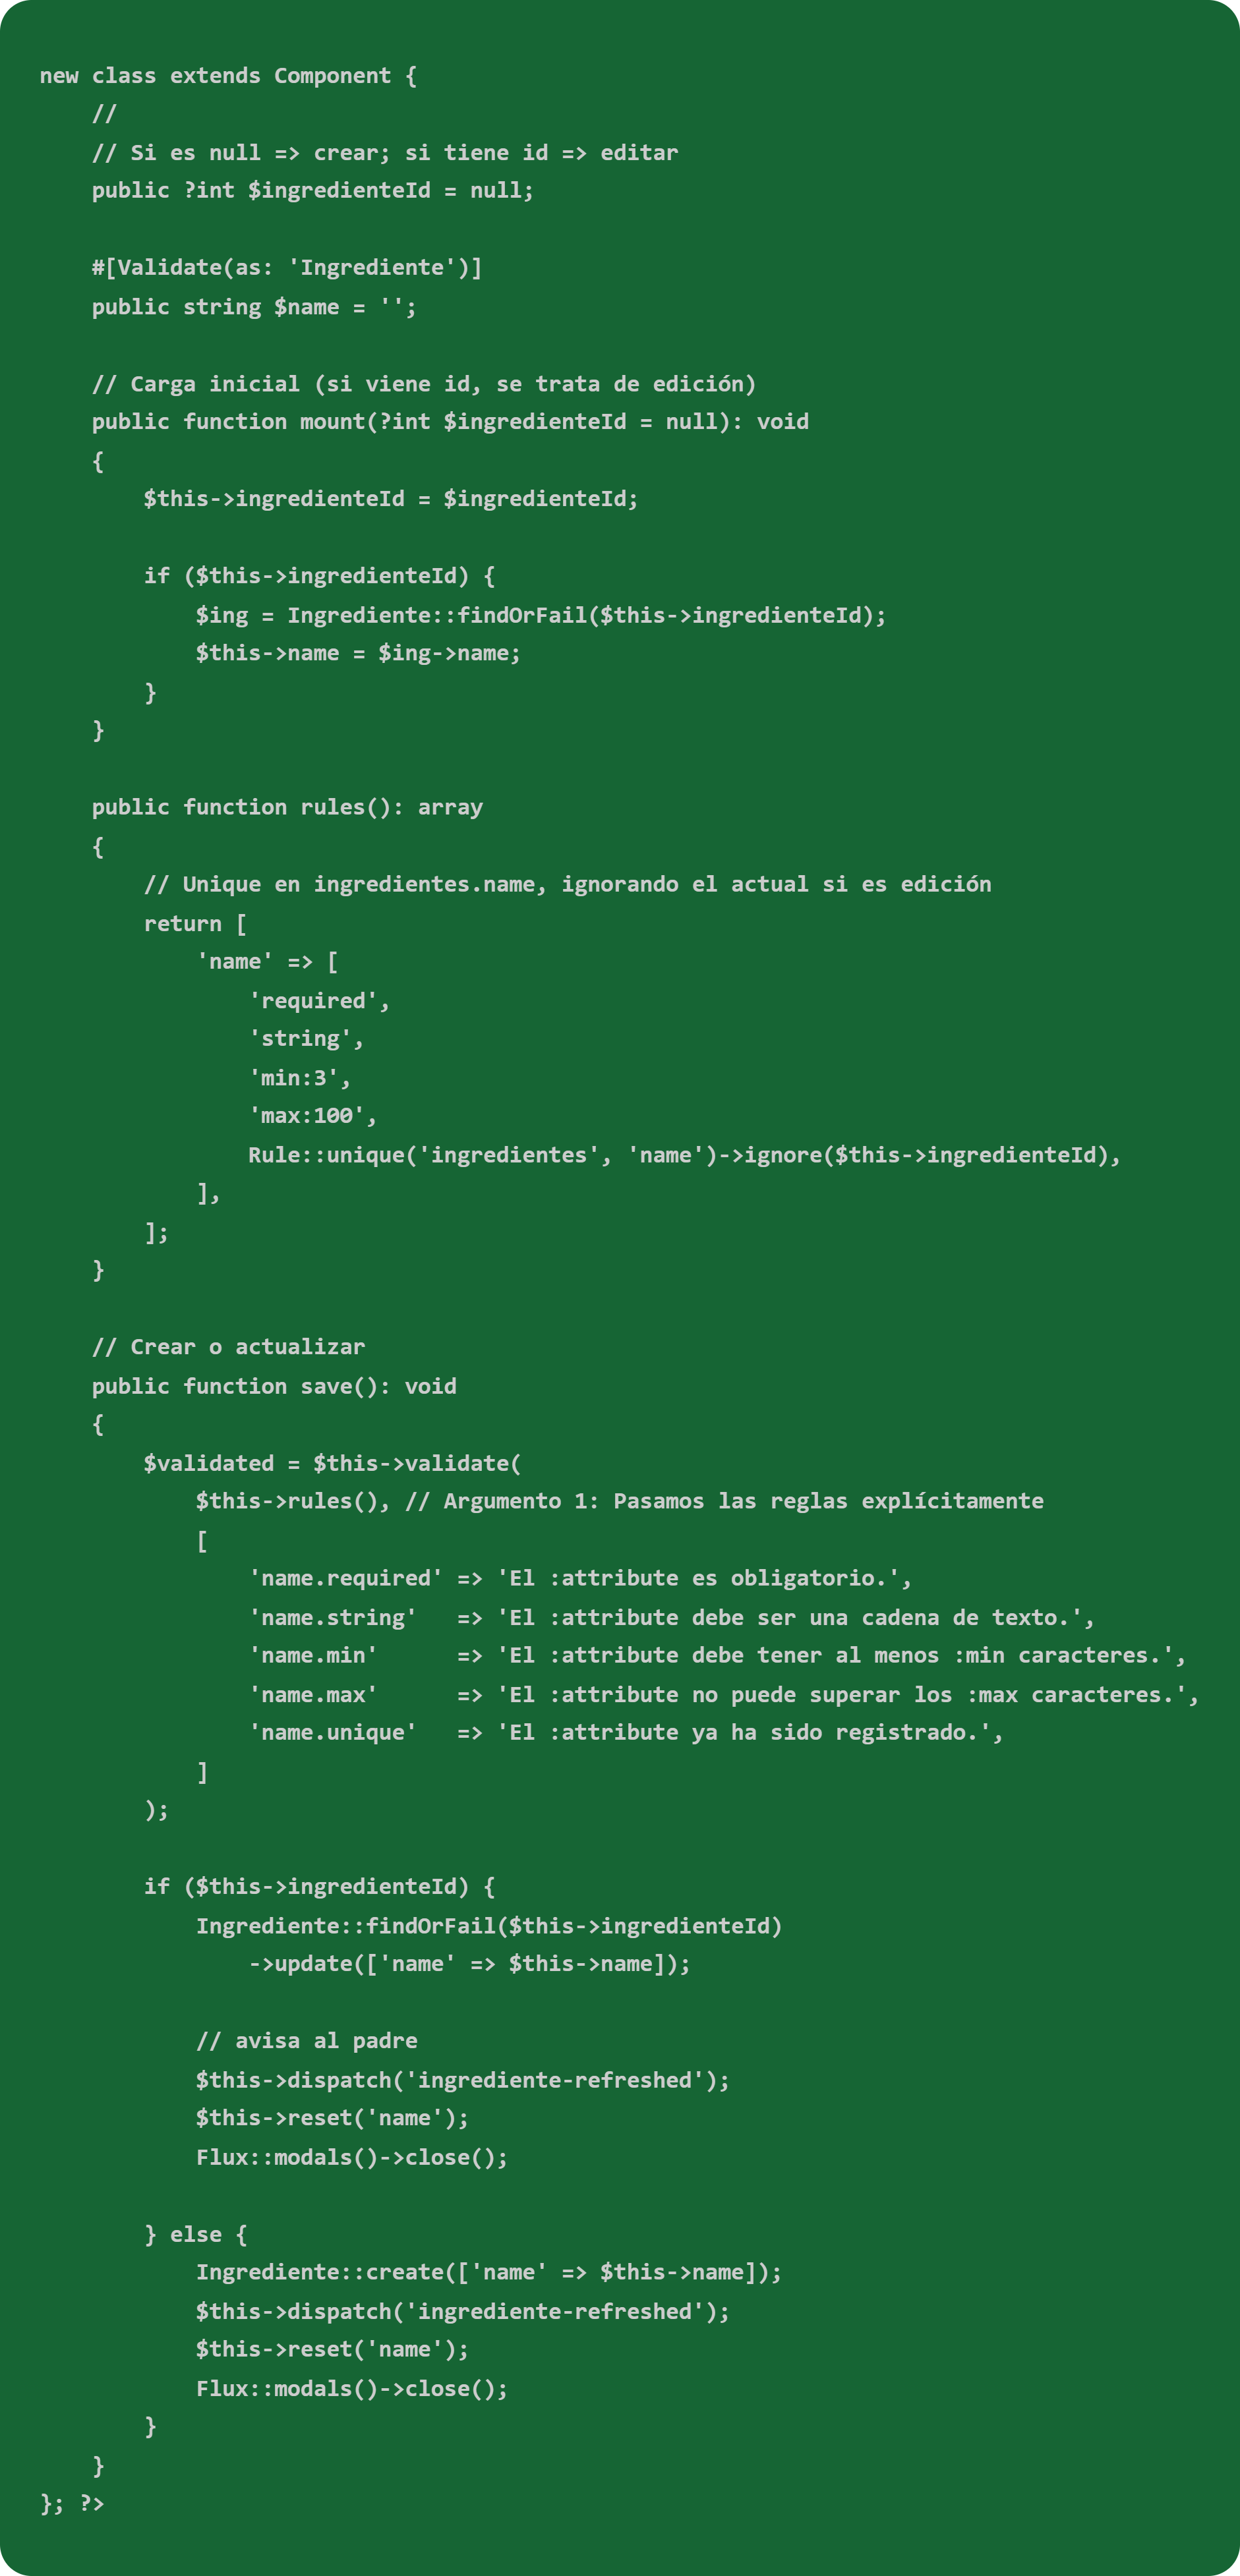 new class extends Component {
    //
    // Si es null => crear; si tiene id => editar
    public ?int $ingredienteId = null;

    #[Validate(as: 'Ingrediente')]
    public string $name = '';

    // Carga inicial (si viene id, se trata de edición)
    public function mount(?int $ingredienteId = null): void
    {
        $this->ingredienteId = $ingredienteId;

        if ($this->ingredienteId) {
            $ing = Ingrediente::findOrFail($this->ingredienteId);
            $this->name = $ing->name;
        }
    }

    public function rules(): array
    {
        // Unique en ingredientes.name, ignorando el actual si es edición
        return [
            'name' => [
                'required',
                'string',
                'min:3',
                'max:100',
                Rule::unique('ingredientes', 'name')->ignore($this->ingredienteId),
            ],
        ];
    }

    // Crear o actualizar
    public function save(): void
    {
        $validated = $this->validate(
            $this->rules(), // Argumento 1: Pasamos las reglas explícitamente
            [
                'name.required' => 'El :attribute es obligatorio.',
                'name.string'   => 'El :attribute debe ser una cadena de texto.',
                'name.min'      => 'El :attribute debe tener al menos :min caracteres.',
                'name.max'      => 'El :attribute no puede superar los :max caracteres.',
                'name.unique'   => 'El :attribute ya ha sido registrado.',
            ]
        );

        if ($this->ingredienteId) {
            Ingrediente::findOrFail($this->ingredienteId)
                ->update(['name' => $this->name]);

            // avisa al padre
            $this->dispatch('ingrediente-refreshed');
            $this->reset('name');
            Flux::modals()->close();

        } else {
            Ingrediente::create(['name' => $this->name]);
            $this->dispatch('ingrediente-refreshed');
            $this->reset('name');
            Flux::modals()->close();
        }
    }
}; ?>